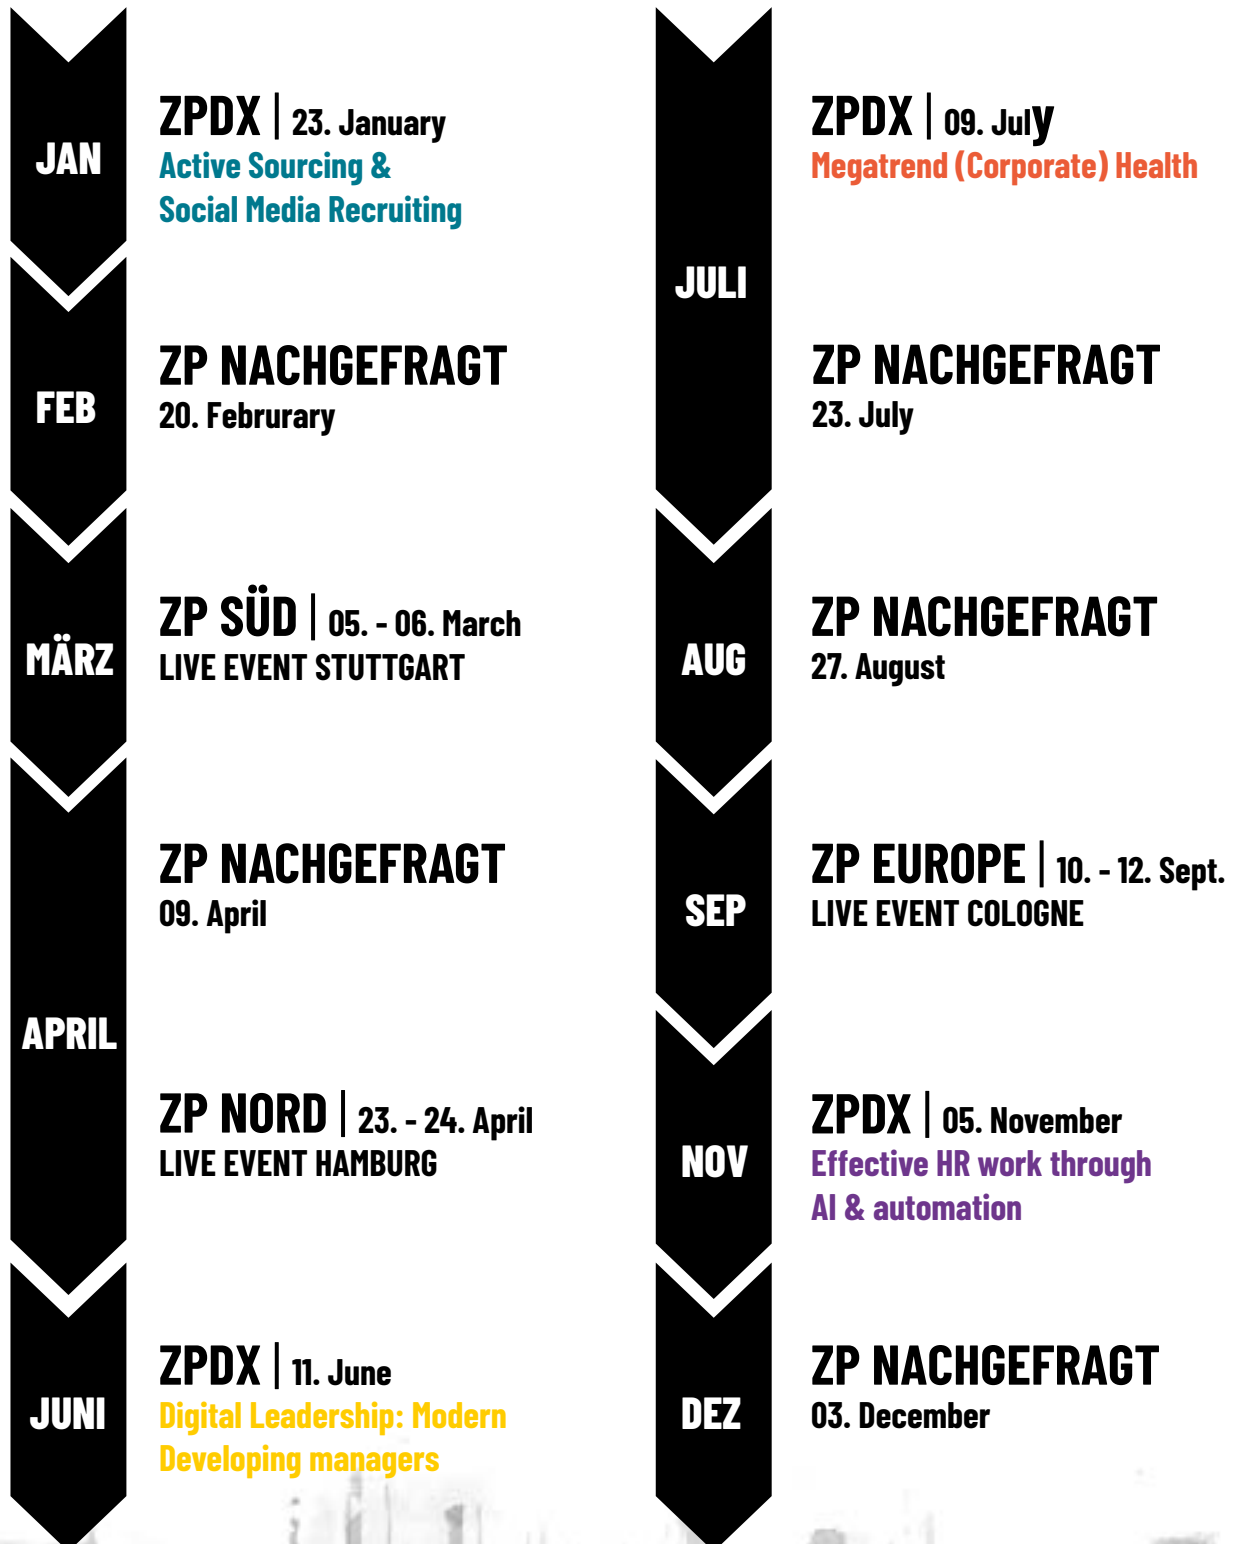 JAN
ZPDX | 23. January
Active Sourcing &
Social Media Recruiting
FEB
ZP NACHGEFRAGT
20. Februrary
MÄRZ
ZP SÜD | 05. - 06. March
LIVE EVENT STUTTGART
APRIL
ZP NACHGEFRAGT
09. April
ZP NORD | 23. - 24. April
LIVE EVENT HAMBURG
JUNI
ZPDX | 11. June
Digital Leadership: Modern
Developing managers
JULI
ZPDX | 09. July
Megatrend (Corporate) Health
ZP NACHGEFRAGT
23. July
AUG
ZP NACHGEFRAGT
27. August
SEP
ZP EUROPE | 10. - 12. Sept.
LIVE EVENT COLOGNE
NOV
ZPDX | 05. November
Effective HR work through
AI & automation
DEZ
ZP NACHGEFRAGT
03. December